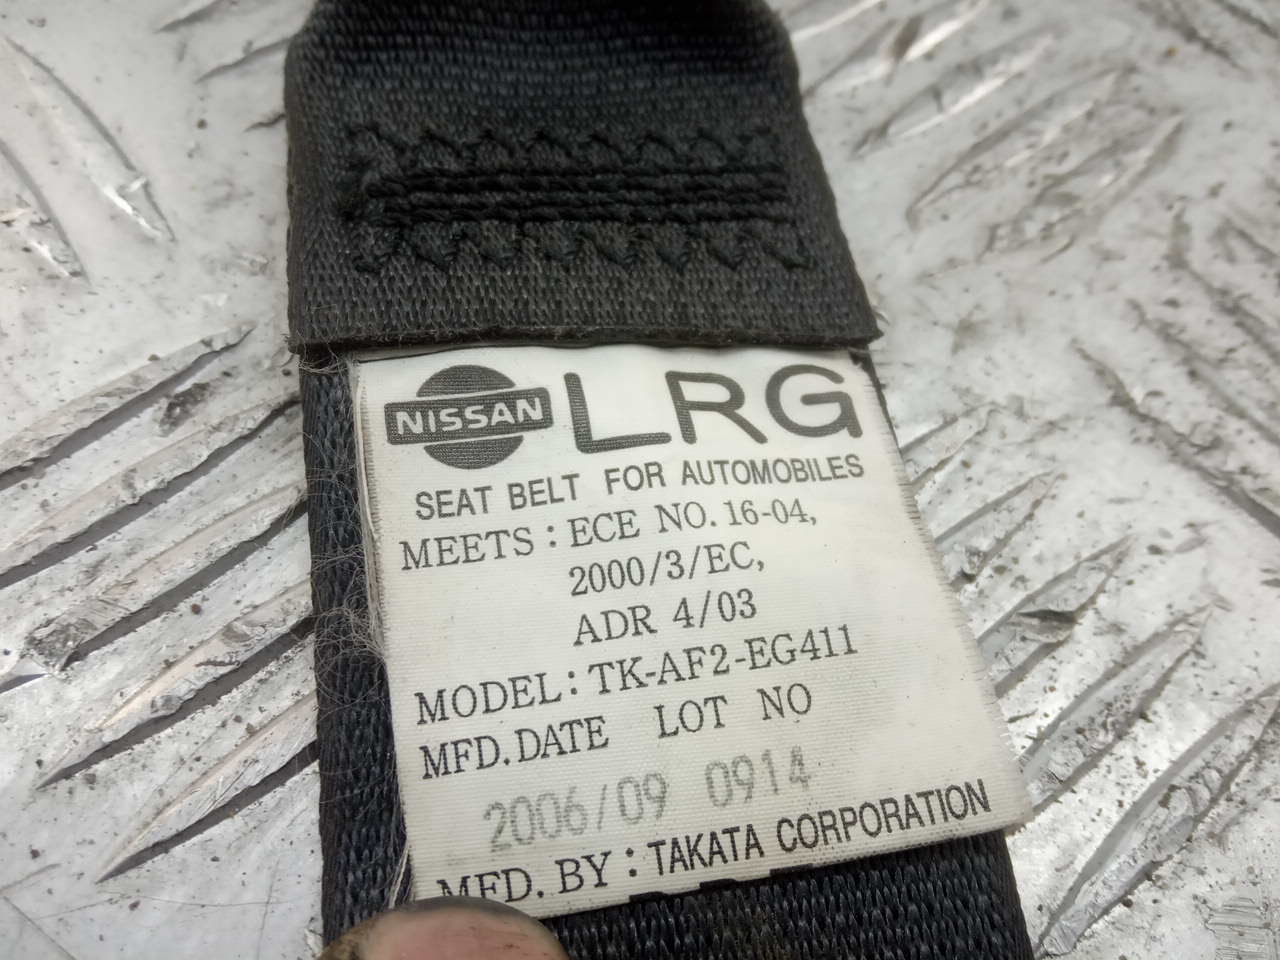 NISSAN LRG
SEAT BELT FOR AUTOMOBILES
MEETS : ECE NO. 16-04,
2000/3/EC,
ADR 4/03
MODEL : TK-AF2-EG411
MFD. DATE LOT NO
2006/09 0914
MFD. BY : TAKATA CORPORATION